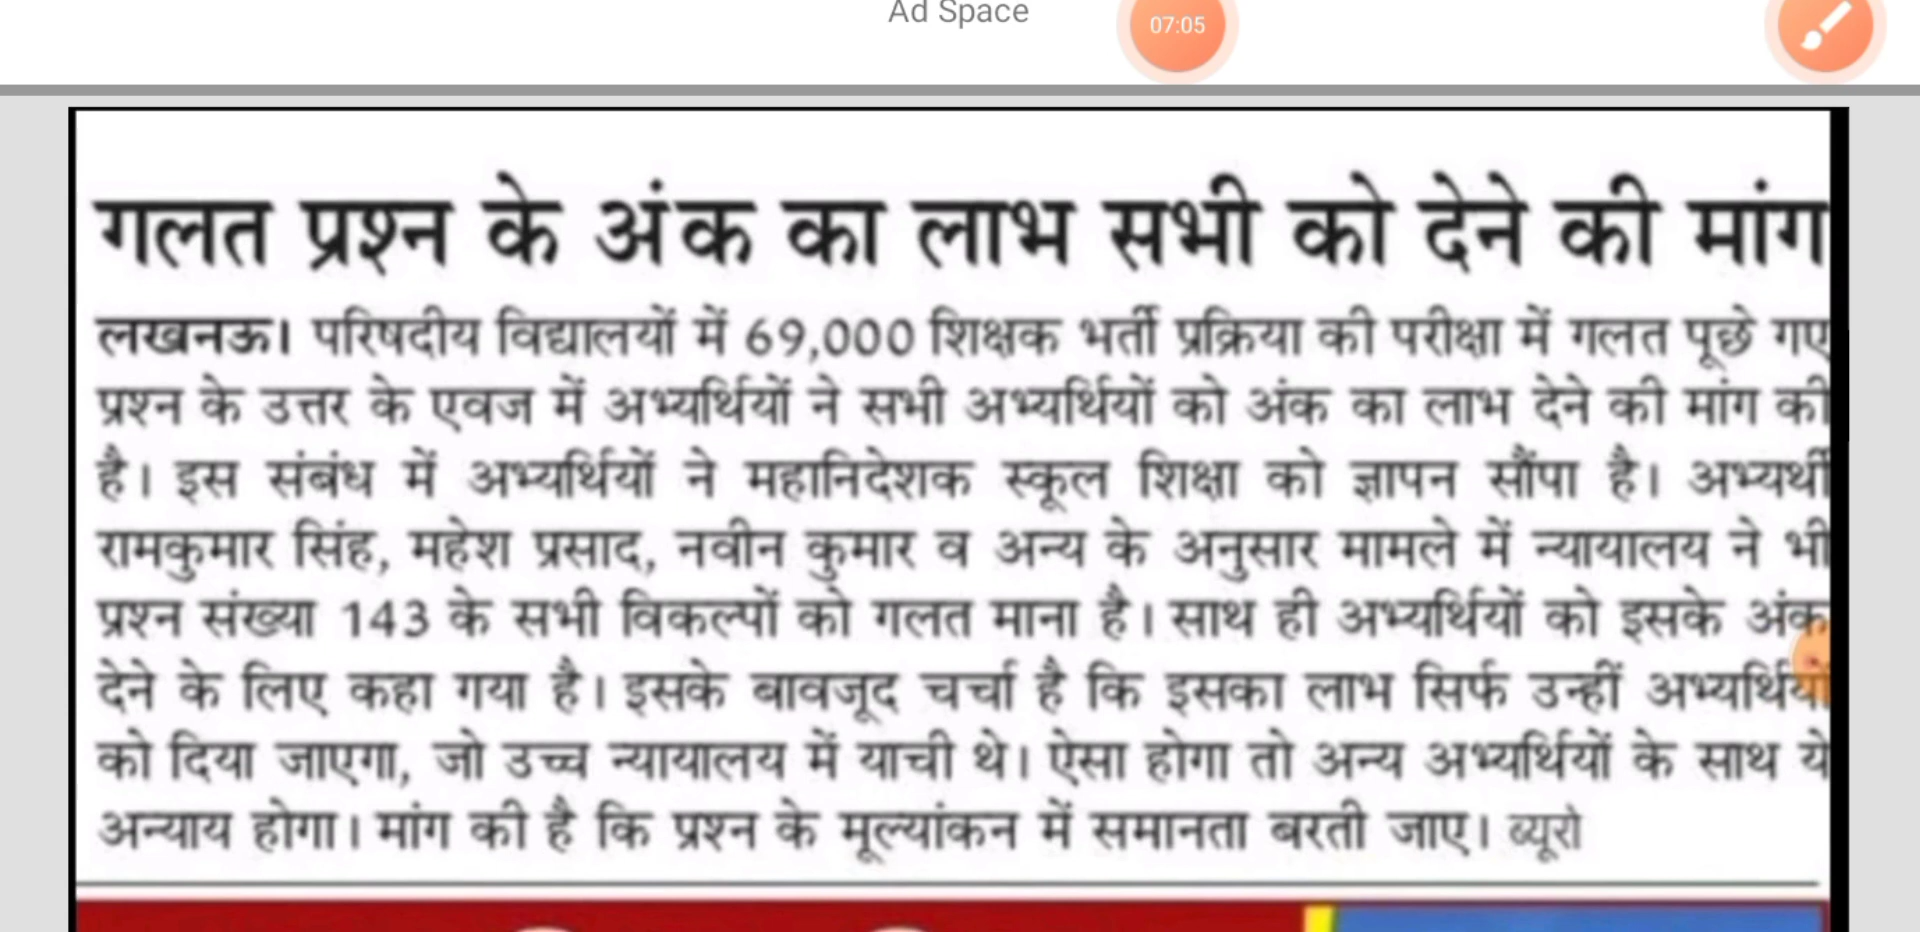 Ad Space
07:05
गलत प्रश्न के अंक का लाभ सभी को देने की मांग
लखनऊ। परिषदीय विद्यालयों में 69,000 शिक्षक भर्ती प्रक्रिया की परीक्षा में गलत पूछे गए
प्रश्न के उत्तर के एवज में अभ्यर्थियों ने सभी अभ्यर्थियों को अंक का लाभ देने की मांग की
है। इस संबंध में अभ्यर्थियों ने महानिदेशक स्कूल शिक्षा को ज्ञापन सौंपा है। अभ्यर्थी
रामकुमार सिंह, महेश प्रसाद, नवीन कुमार व अन्य के अनुसार मामले में न्यायालय ने भी
प्रश्न संख्या 143 के सभी विकल्पों को गलत माना है। साथ ही अभ्यर्थियों को इसके अंक
देने के लिए कहा गया है। इसके बावजूद चर्चा है कि इसका लाभ सिर्फ उन्हीं अभ्यर्थियों
को दिया जाएगा, जो उच्च न्यायालय में याची थे। ऐसा होगा तो अन्य अभ्यर्थियों के साथ ये
अन्याय होगा। मांग की है कि प्रश्न के मूल्यांकन में समानता बरती जाए। ब्यूरो